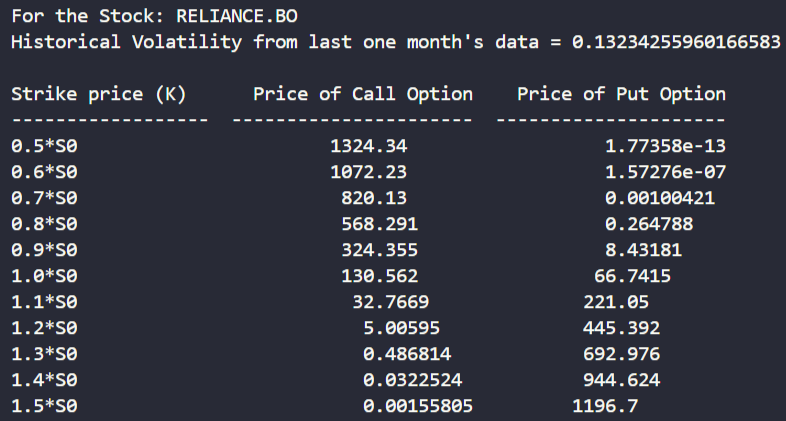 For the Stock: RELIANCE.BO
Historical Volatility from last one month's data = 0.13234255960166583
Strike price (K) Price of Call Option Price of Put Option
------------------ ---------------------- ---------------------
0.5*S0 1324.34 1.77358e-13
0.6*S0 1072.23 1.57276e-07
0.7*S0 820.13 0.00100421
0.8*S0 568.291 0.264788
0.9*S0 324.355 8.43181
1.0*S0 130.562 66.7415
1.1*S0 32.7669 221.05
1.2*S0 5.00595 445.392
1.3*S0 0.486814 692.976
1.4*S0 0.0322524 944.624
1.5*S0 0.00155805 1196.7